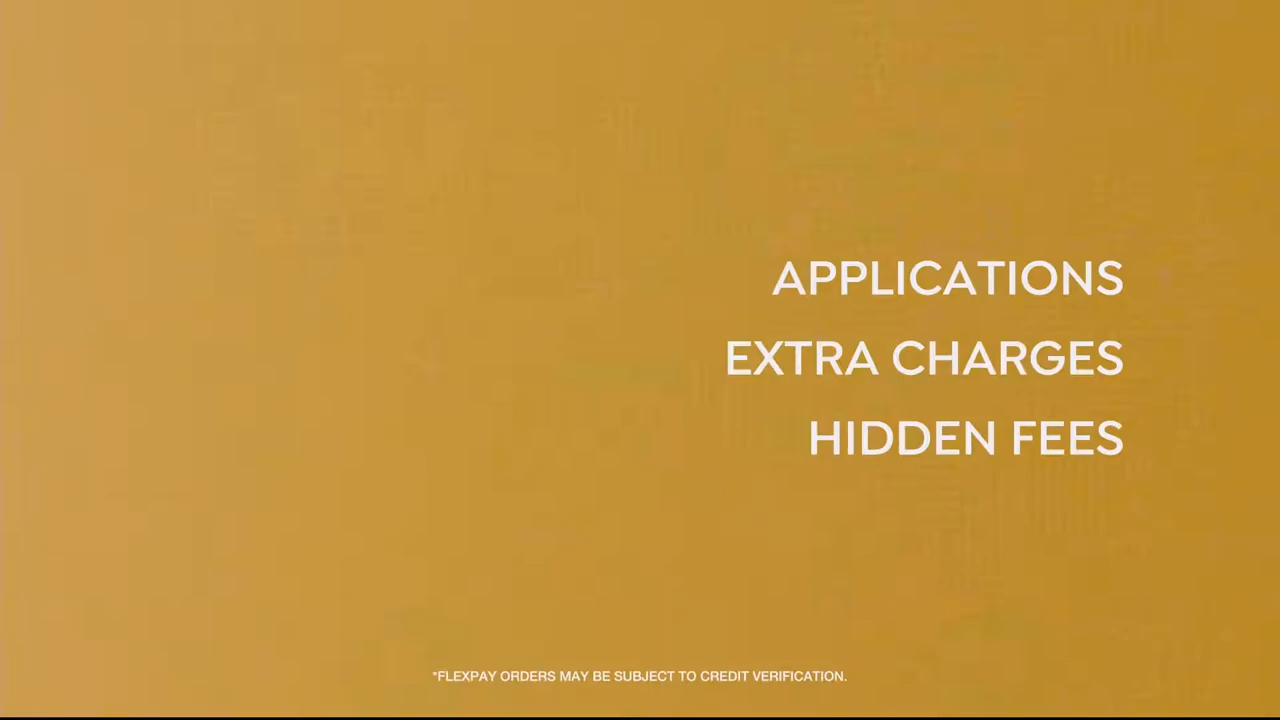 APPLICATIONS
EXTRA CHARGES
HIDDEN FEES
*FLEXPAY ORDERS MAY BE SUBJECT TO CREDIT VERIFICATION.